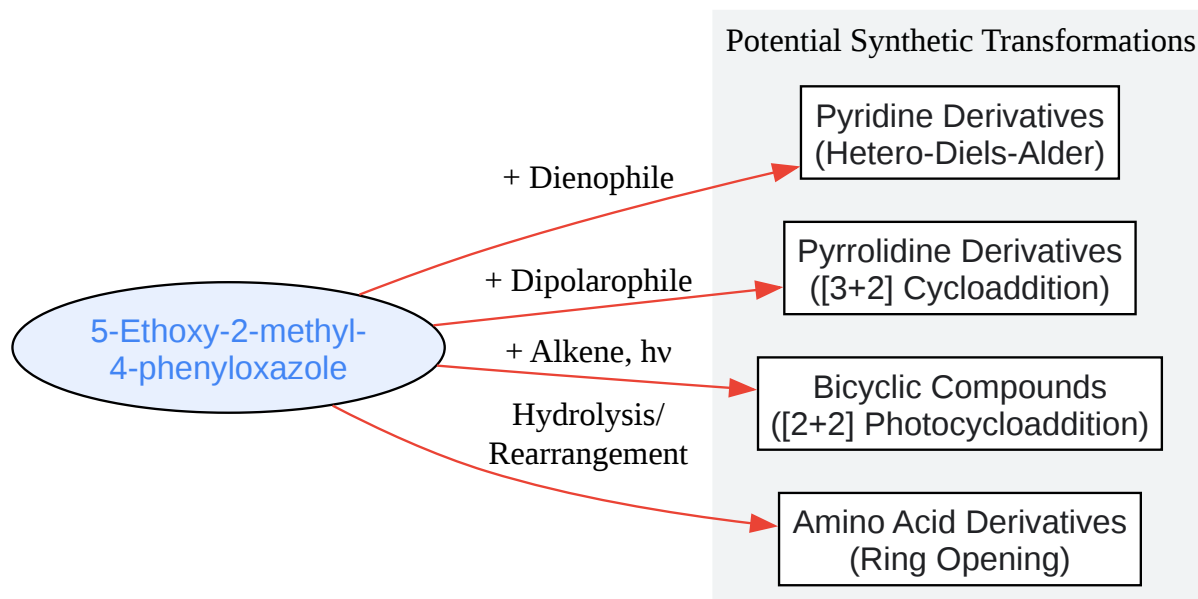 Potential Synthetic Transformations
Pyridine Derivatives
(Hetero-Diels-Alder)
+ Dienophile
Pyrrolidine Derivatives
([3+2] Cycloaddition)
+ Dipolarophile
5-Ethoxy-2-methyl-
4-phenyloxazole
+ Alkene, hν
Bicyclic Compounds
([2+2] Photocycloaddition)
Hydrolysis/
Rearrangement
Amino Acid Derivatives
(Ring Opening)